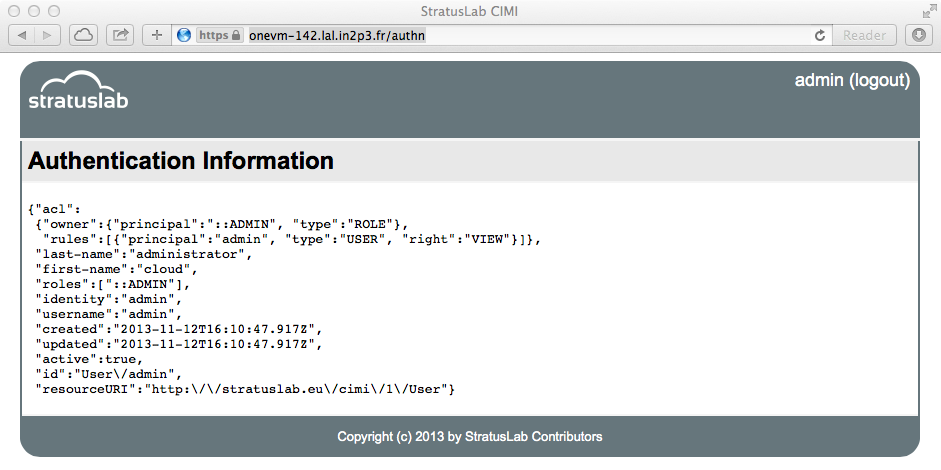 StratusLab CIMI
https onevm-142.lal.in2p3.fr/authn Reader
stratuslab
admin (logout)
Authentication Information
{"acl":
{"owner":{"principal":"::ADMIN", "type":"ROLE"},
"rules":[{"principal":"admin", "type":"USER", "right":"VIEW"}]},
"last-name":"administrator",
"first-name":"cloud",
"roles":["::ADMIN"],
"identity":"admin",
"username":"admin",
"created":"2013-11-12T16:10:47.917Z",
"updated":"2013-11-12T16:10:47.917Z",
"active":true,
"id":"User\/admin",
"resourceURI":"http:\/\/stratuslab.eu\/cimi\/1\/User"}
Copyright (c) 2013 by StratusLab Contributors